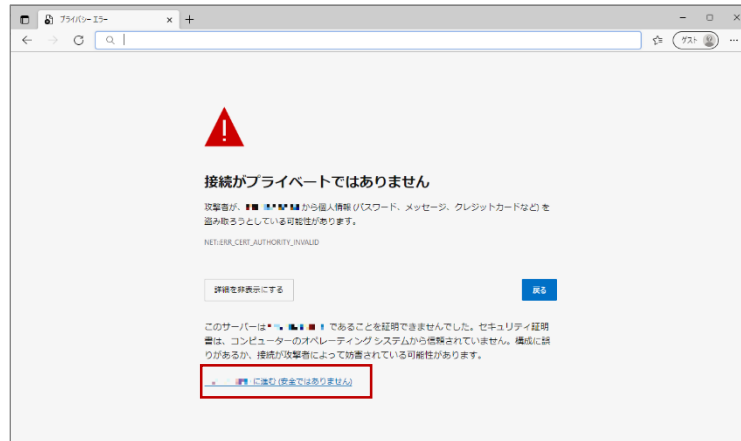 プライバシー エラー
ゲスト
接続がプライベートではありません
攻撃者が、 から個人情報 (パスワード、メッセージ、クレジットカードなど) を
盗み取ろうとしている可能性があります。
NET::ERR_CERT_AUTHORITY_INVALID
詳細を非表示にする
戻る
このサーバーは であることを証明できませんでした。セキュリティ証明
書は、コンピューターのオペレーティング システムから信頼されていません。構成に誤
りがあるか、接続が攻撃者によって妨害されている可能性があります。
に進む (安全ではありません)